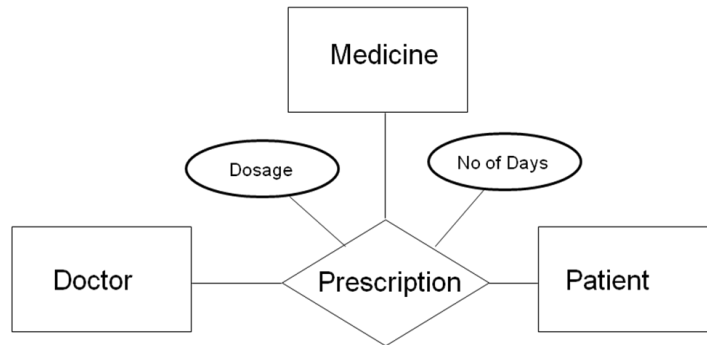 Medicine
Dosage
No of Days
Doctor
Prescription
Patient